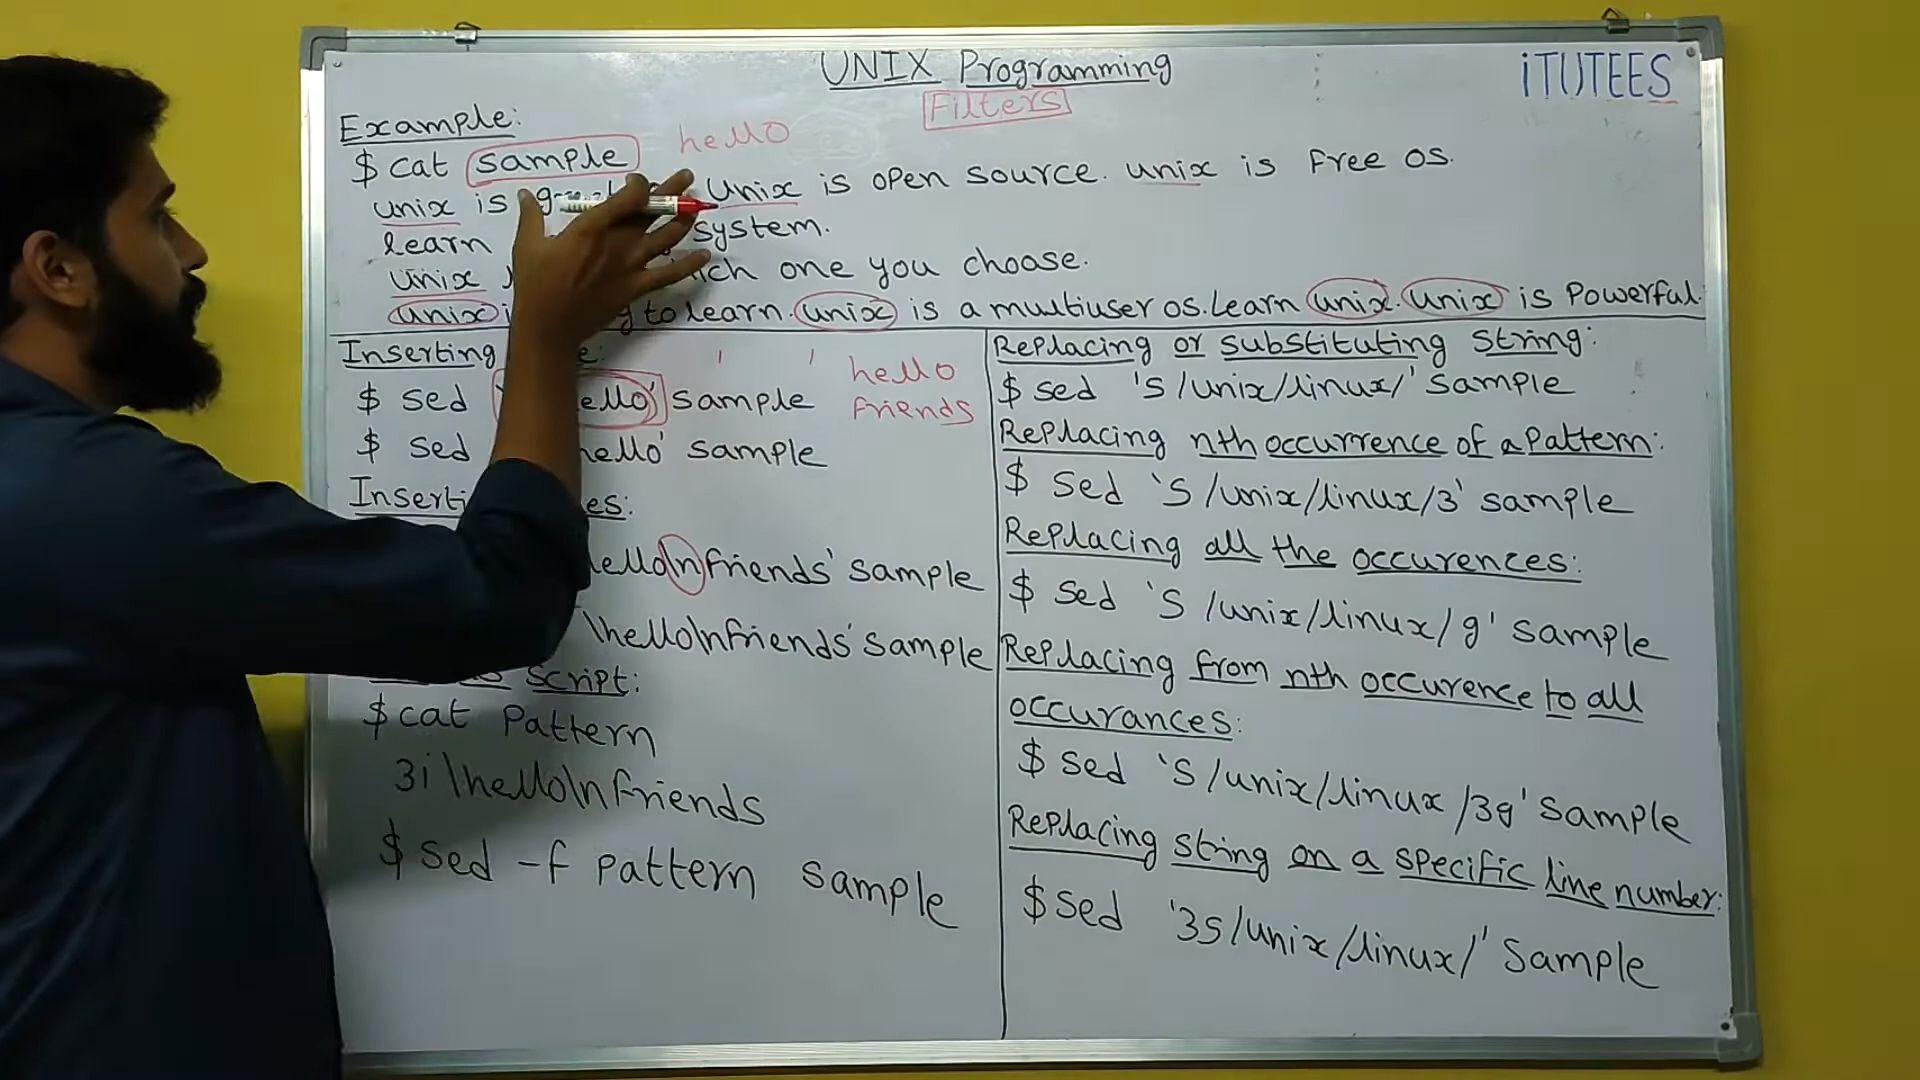 UNIX Programming
iTUTEES
Filters
Example:
hello
$ cat sample
unix is unix is open source. unix is free os.
learn system.
unix one you choose.
unix to learn. unix is a multiuser os. Learn unix. unix is powerful.
Inserting
$ sed hello' sample
hello
friends
$ sed hello' sample
\nfriends' sample
\hello\nfriends' sample
Script:
$ cat pattern
3i\hello\nfriends
$ sed -f pattern sample
Replacing or substituting string:
$ sed 's/unix/linux/' sample
Replacing nth occurrence of a pattern:
$ sed 's/unix/linux/3' sample
Replacing all the occurences:
$ sed 's/unix/linux/g' sample
Replacing from nth occurence to all
occurances:
$ sed 's/unix/linux/3g' sample
Replacing string on a specific line number:
$ sed '3s/unix/linux/' sample